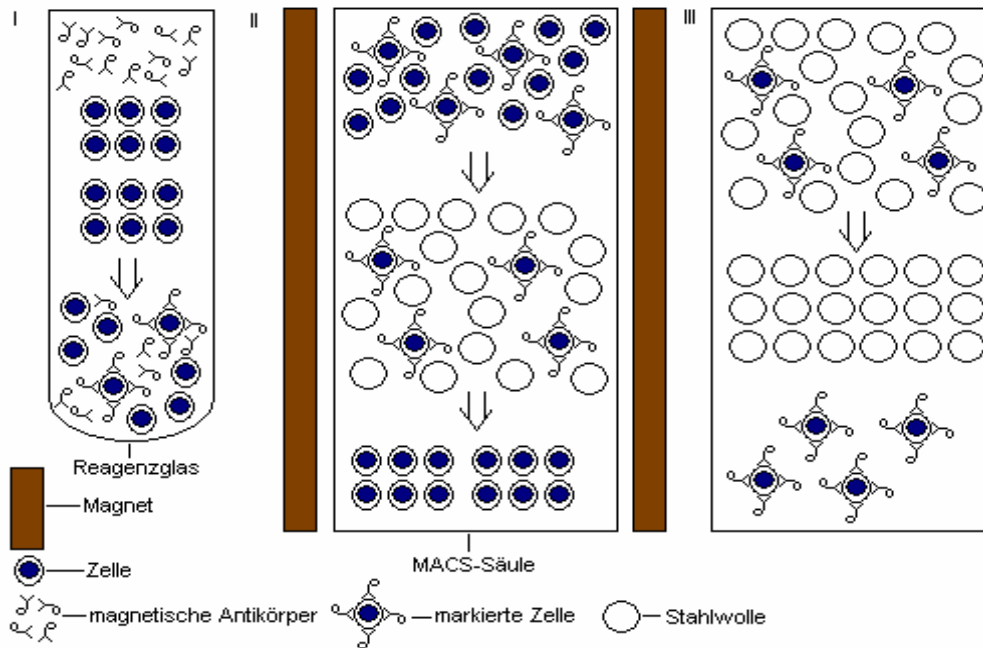 I
II
III
Reagenzglas
Magnet
Zelle
MACS-Säule
magnetische Antikörper
markierte Zelle
Stahlwolle